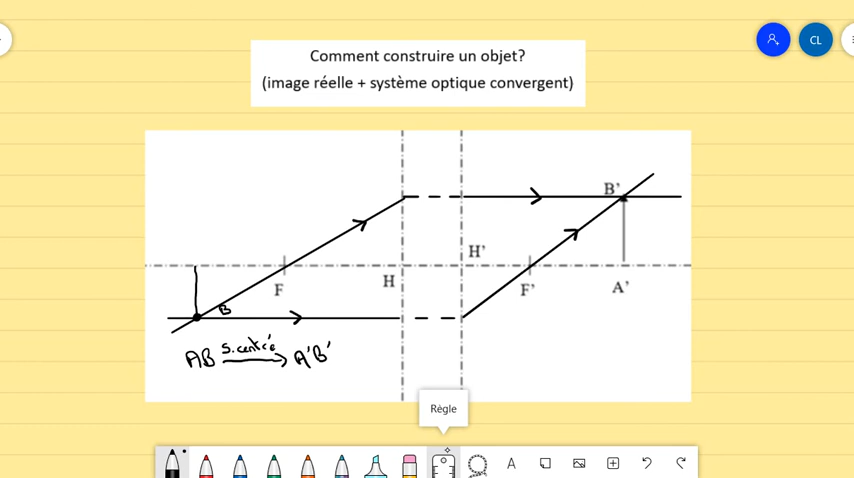 CL
Comment construire un objet?
(image réelle + système optique convergent)
B'
H'
F
H
F'
A'
B
AB S.centré A'B'
Règle
A